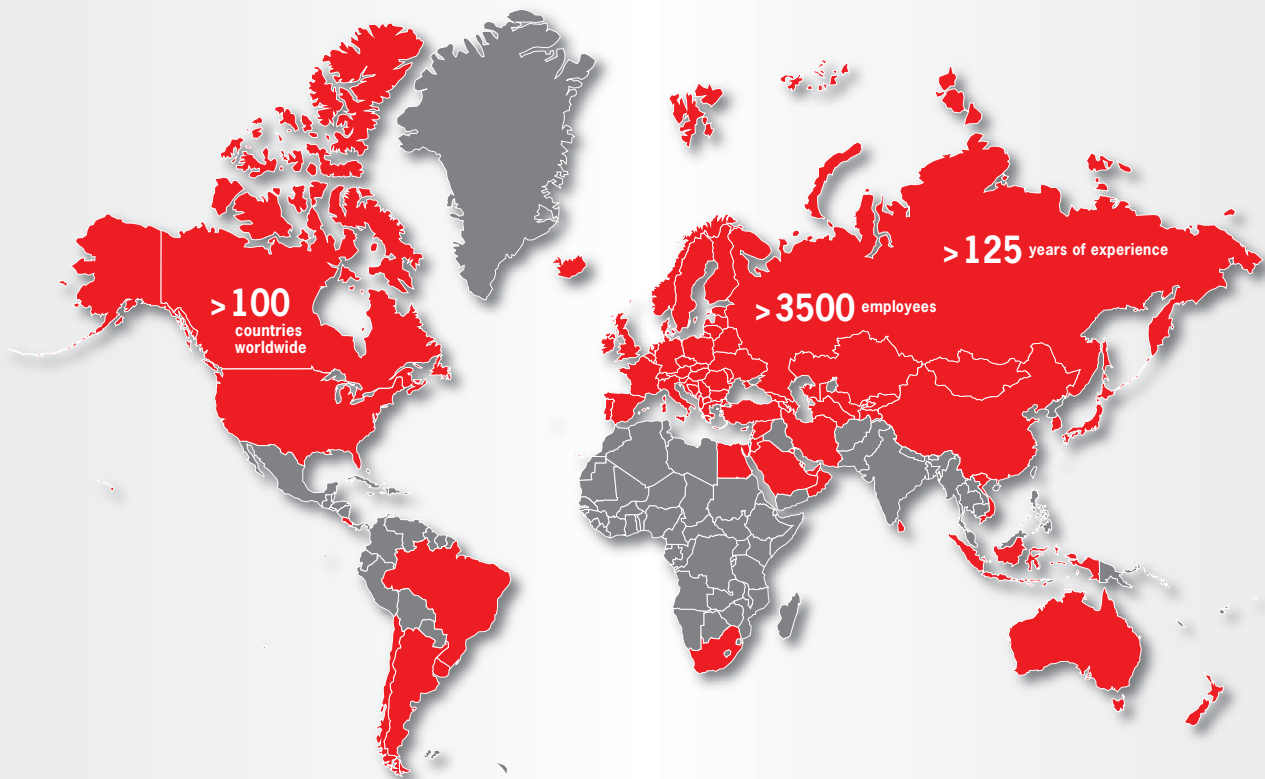 > 125 years of experience
> 100
countries
worldwide
> 3500 employees